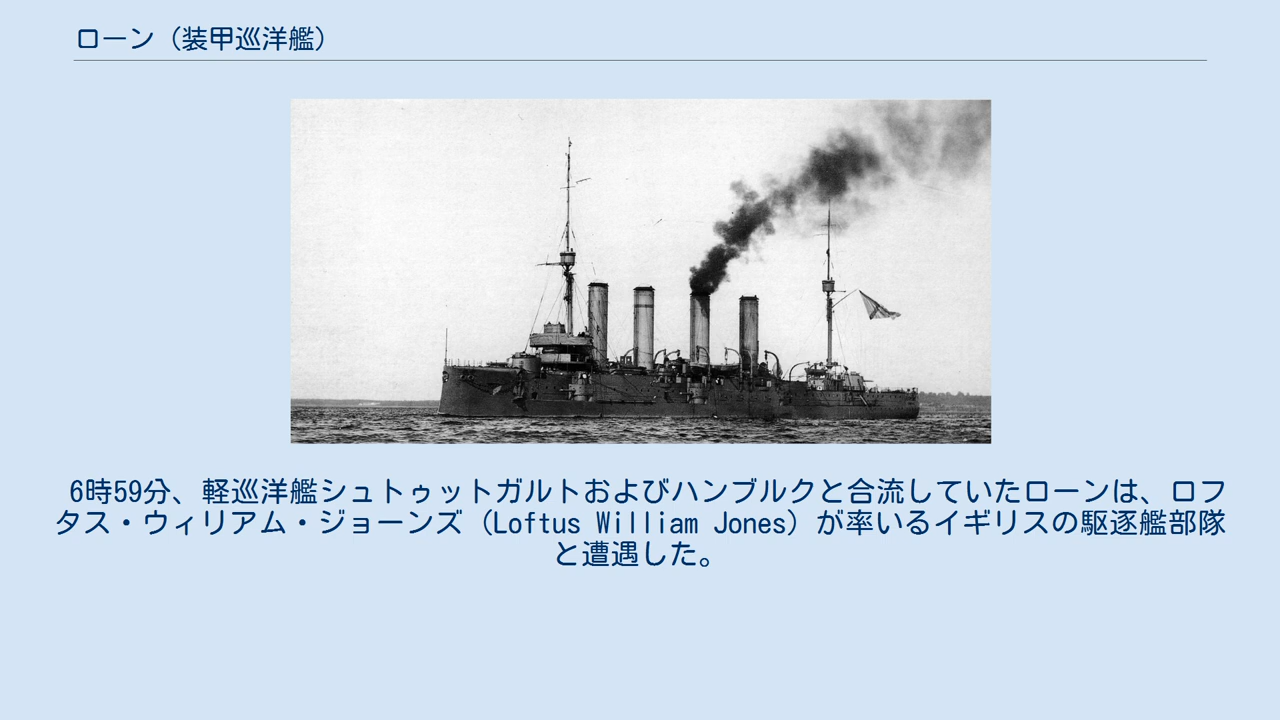 ローン（装甲巡洋艦）
6時59分、軽巡洋艦シュトゥットガルトおよびハンブルクと合流していたローンは、ロフ
タス・ウィリアム・ジョーンズ（Loftus William Jones）が率いるイギリスの駆逐艦部隊
と遭遇した。